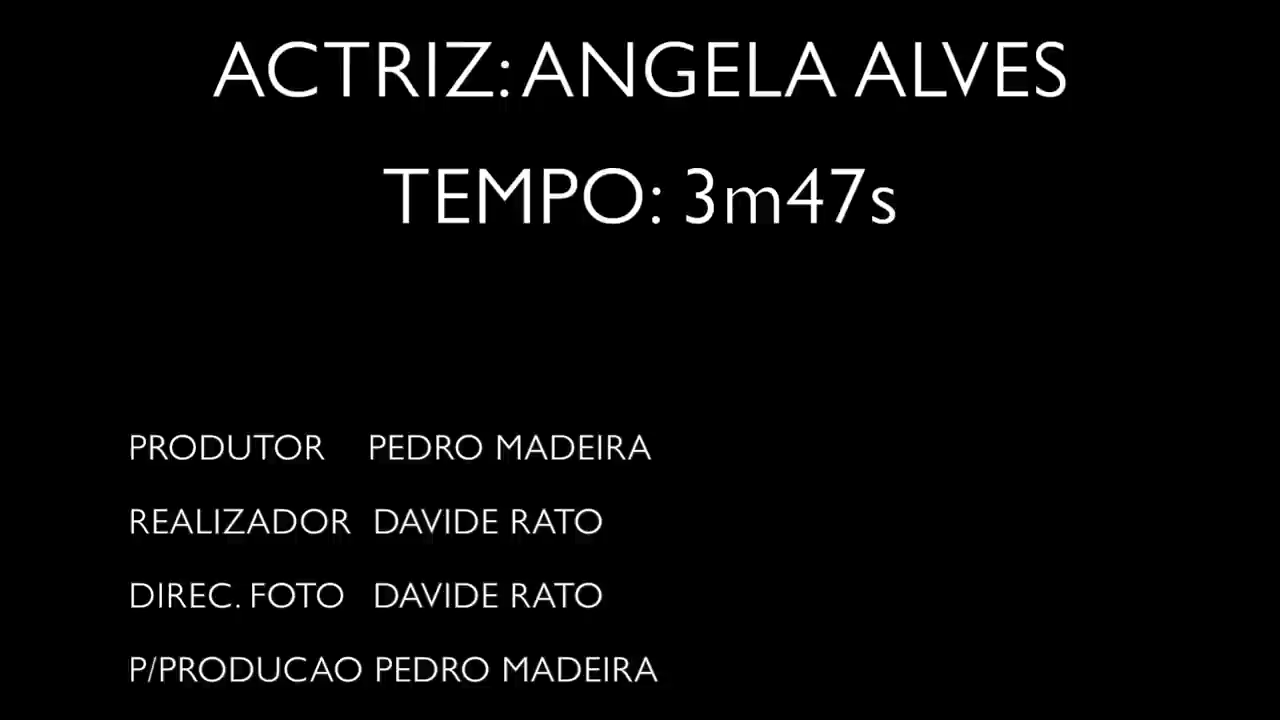 ACTRIZ: ANGELA ALVES
TEMPO: 3m47s
PRODUTOR PEDRO MADEIRA
REALIZADOR DAVIDE RATO
DIREC. FOTO DAVIDE RATO
P/PRODUCAO PEDRO MADEIRA